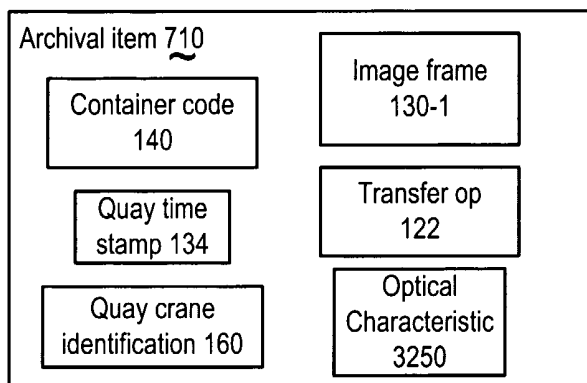 Archival item 710
Container code
140
Quay time
stamp 134
Quay crane
identification 160
Image frame
130-1
Transfer op
122
Optical
Characteristic
3250